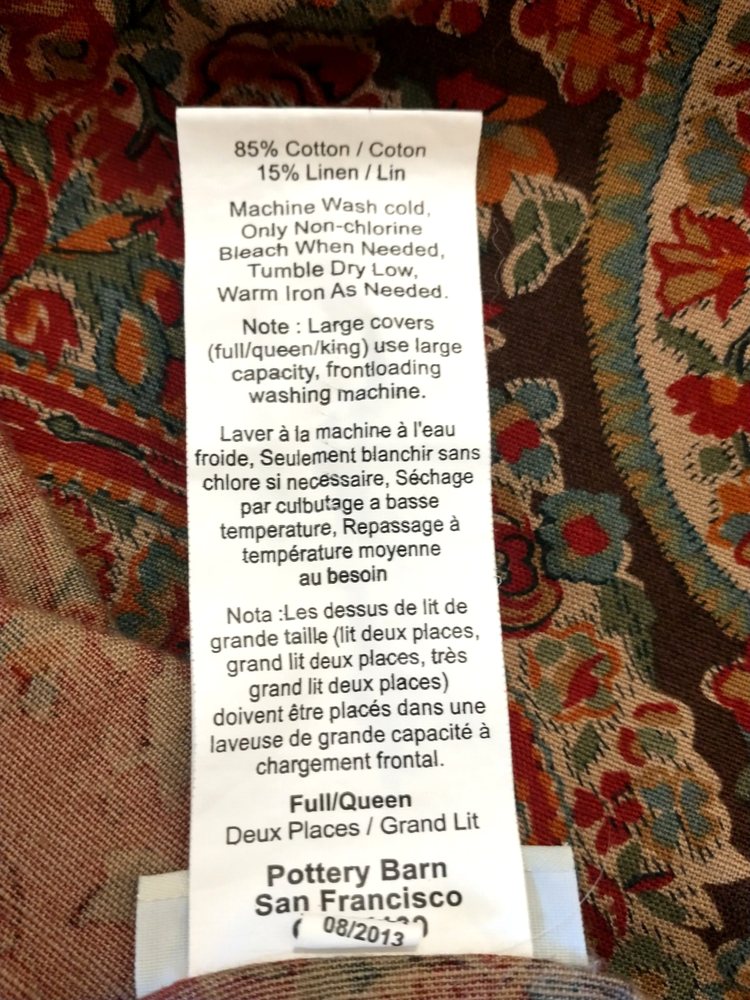 85% Cotton / Coton
15% Linen / Lin
Machine Wash cold,
Only Non-chlorine
Bleach When Needed,
Tumble Dry Low,
Warm Iron As Needed.
Note : Large covers
(full/queen/king) use large
capacity, frontloading
washing machine.
Laver à la machine à l'eau
froide, Seulement blanchir sans
chlore si necessaire, Séchage
par culbutage a basse
temperature, Repassage à
température moyenne
au besoin
Nota :Les dessus de lit de
grande taille (lit deux places,
grand lit deux places, très
grand lit deux places)
doivent être placés dans une
laveuse de grande capacité à
chargement frontal.
Full/Queen
Deux Places / Grand Lit
Pottery Barn
San Francisco
08/2013